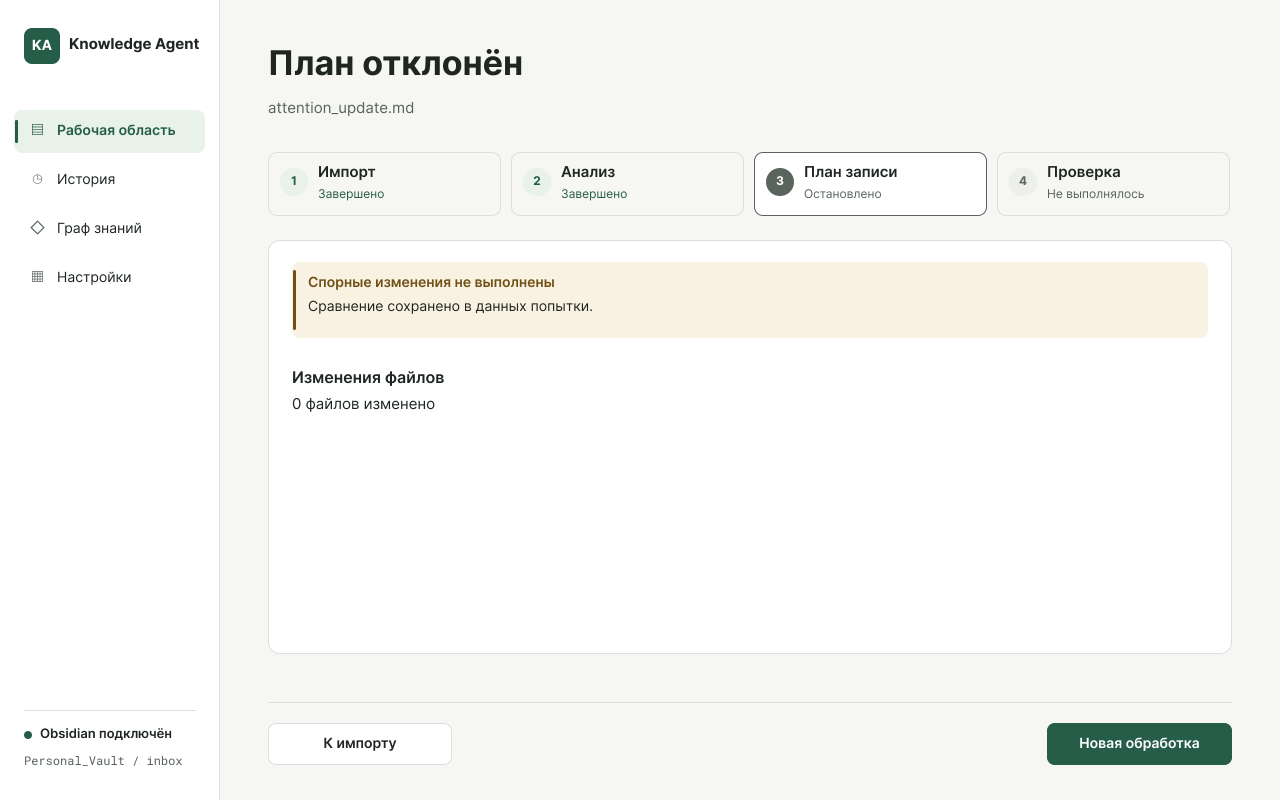 KA
Knowledge Agent
Рабочая область
История
Граф знаний
Настройки
Obsidian подключён
Personal_Vault / inbox
План отклонён
attention_update.md
1
Импорт
Завершено
2
Анализ
Завершено
3
План записи
Остановлено
4
Проверка
Не выполнялось
Спорные изменения не выполнены
Сравнение сохранено в данных попытки.
Изменения файлов
0 файлов изменено
К импорту
Новая обработка